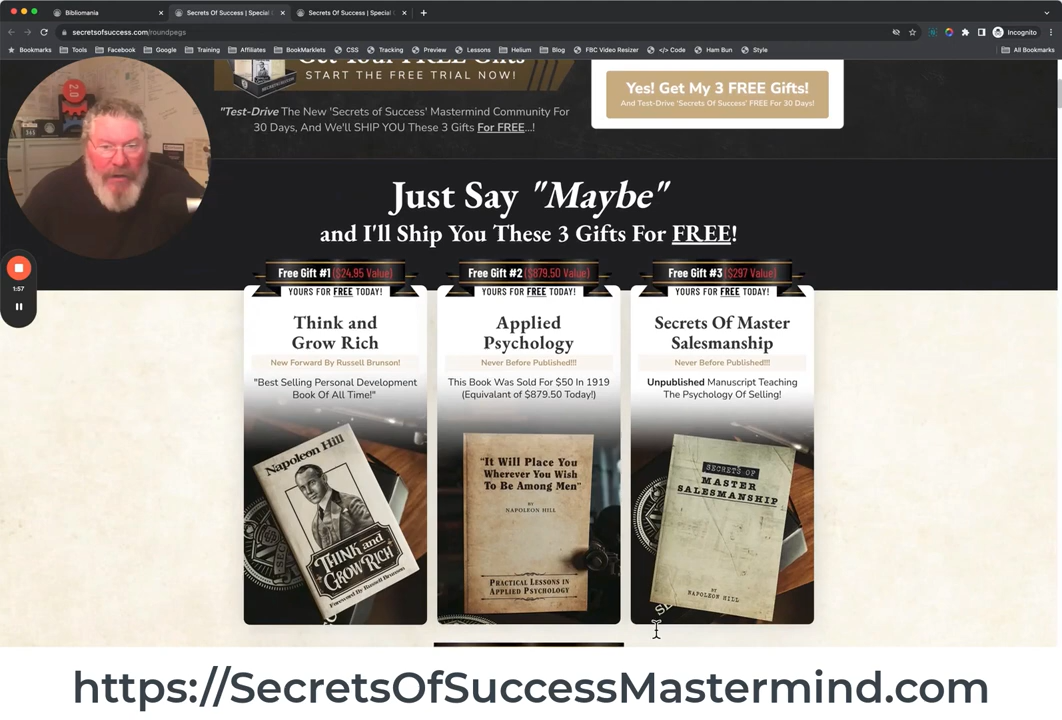 Bibliomania
Secrets Of Success | Special
Secrets Of Success | Special
secretsofsuccess.com/roundpegs
Incognito
Bookmarks Tools Facebook Google Training Affiliates BookMarklets CSS Tracking Preview Lessons Helium Blog FBC Video Resizer </> Code Ham Bun Style All Bookmarks
Get Your FREE Gifts
START THE FREE TRIAL NOW!
"Test-Drive The New 'Secrets of Success' Mastermind Community For
30 Days, And We'll SHIP YOU These 3 Gifts For FREE...!
Yes! Get My 3 FREE Gifts!
And Test-Drive 'Secrets Of Success' FREE For 30 Days!
1:57
Just Say "Maybe"
and I'll Ship You These 3 Gifts For FREE!
Free Gift #1 ($24.95 Value)
YOURS FOR FREE TODAY!
Think and
Grow Rich
New Forward By Russell Brunson!
"Best Selling Personal Development
Book Of All Time!"
Napoleon Hill
THINK and
GROW RICH
Foreword By Russell Brunson
Free Gift #2 ($879.50 Value)
YOURS FOR FREE TODAY!
Applied
Psychology
Never Before Published!!!
This Book Was Sold For $50 In 1919
(Equivalant of $879.50 Today!)
"It Will Place You
Wherever You Wish
To Be Among Men"
BY
NAPOLEON HILL
PRACTICAL LESSONS IN
APPLIED PSYCHOLOGY
Free Gift #3 ($297 Value)
YOURS FOR FREE TODAY!
Secrets Of Master
Salesmanship
Never Before Published!!!
Unpublished Manuscript Teaching
The Psychology Of Selling!
SECRETS OF
MASTER
SALESMANSHIP
BY
NAPOLEON HILL
https://SecretsOfSuccessMastermind.com